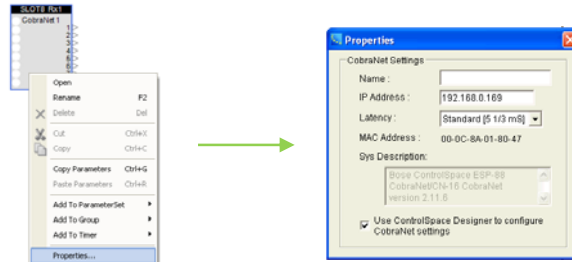 SLOT8 Rx1
CobraNet 1
1
2
3
4
5
6
Open
Rename F2
Delete Del
Cut Ctrl+X
Copy Ctrl+C
Copy Parameters Ctrl+G
Paste Parameters Ctrl+R
Add To ParameterSet
Add To Group
Add To Timer
Properties...
Properties
CobraNet Settings
Name :
IP Address : 192.168.0.169
Latency : Standard [5 1/3 mS]
MAC Address : 00-0C-8A-01-80-47
Sys Description:
Bose ControlSpace ESP-88
CobraNet/CN-16 CobraNet
version 2.11.6
Use ControlSpace Designer to configure
CobraNet settings